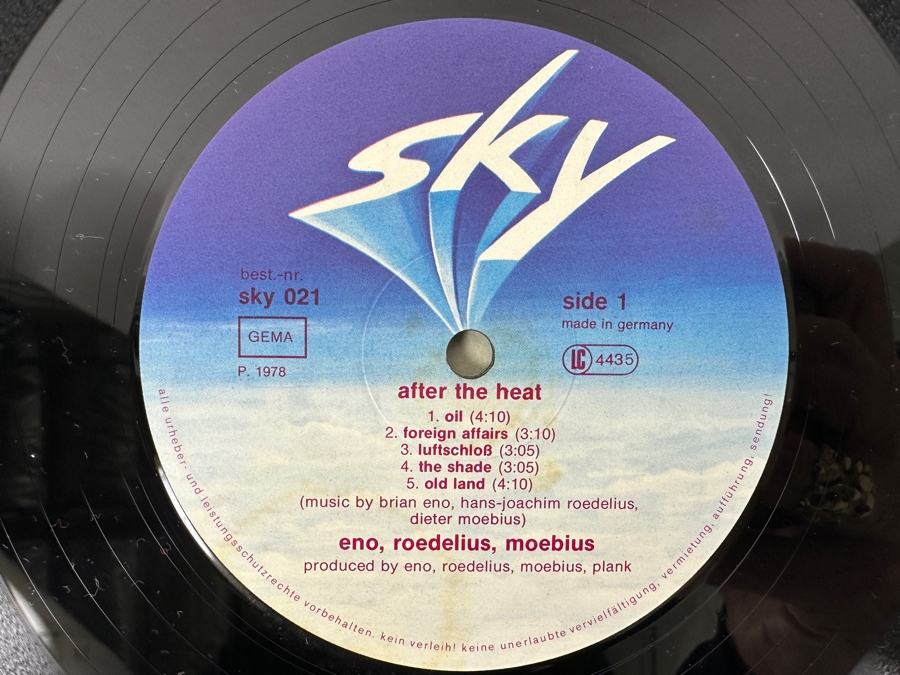 sky
best.-nr.
sky 021
GEMA
P. 1978
side 1
made in germany
LC 4435
after the heat
1. oil (4:10)
2. foreign affairs (3:10)
3. luftschloß (3:05)
4. the shade (3:05)
5. old land (4:10)
(music by brian eno, hans-joachim roedelius,
dieter moebius)
eno, roedelius, moebius
produced by eno, roedelius, moebius, plank
alle urheber- und leistungsschutzrechte vorbehalten. kein verleih! keine unerlaubte vervielfältigung, vermietung, aufführung, sendung!